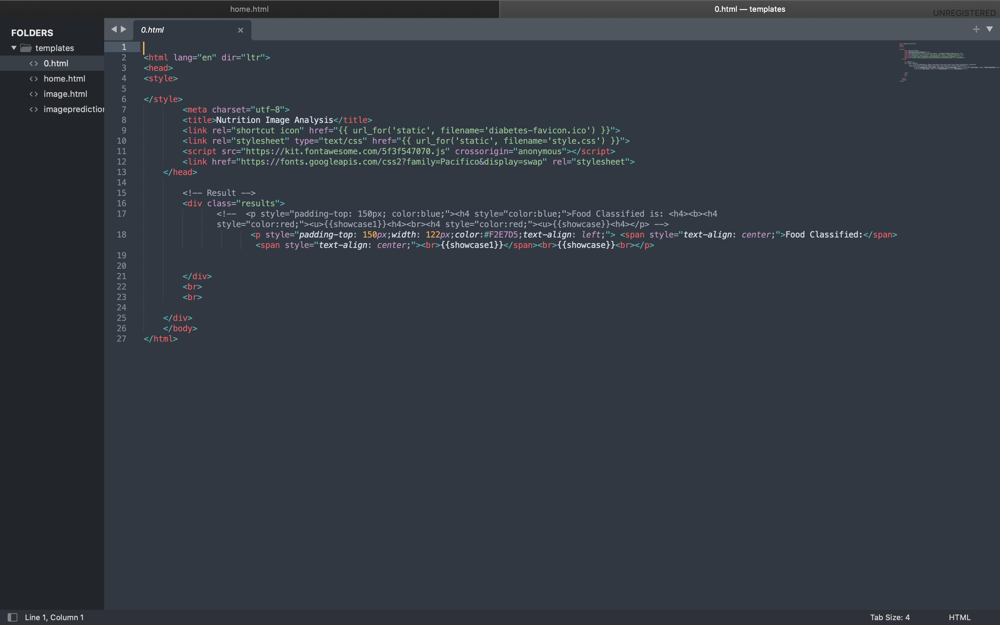 home.html
0.html — templates
UNREGISTERED
FOLDERS
templates
0.html
home.html
image.html
imageprediction
0.html
1
2 <html lang="en" dir="ltr">
3 <head>
4 <style>
5
6 </style>
7 <meta charset="utf-8">
8 <title>Nutrition Image Analysis</title>
9 <link rel="shortcut icon" href="{{ url_for('static', filename='diabetes-favicon.ico') }}">
10 <link rel="stylesheet" type="text/css" href="{{ url_for('static', filename='style.css') }}">
11 <script src="https://kit.fontawesome.com/5f3f547070.js" crossorigin="anonymous"></script>
12 <link href="https://fonts.googleapis.com/css2?family=Pacifico&display=swap" rel="stylesheet">
13 </head>
14
15 <!-- Result -->
16 <div class="results">
17 <!--  <p style="padding-top: 150px; color:blue;"><h4 style="color:blue;">Food Classified is: <h4><b><h4
style="color:red;"><u>{{showcase1}}<h4><br><h4 style="color:red;"><u>{{showcase}}<h4></p> -->
18 <p style="padding-top: 150px;width: 122px;color:#F2E7D5;text-align: left;"> <span style="text-align: center;">Food Classified:</span>
<span style="text-align: center;"><br>{{showcase1}}</span><br>{{showcase}}<br></p>
19
20
21 </div>
22 <br>
23 <br>
24
25 </div>
26 </body>
27 </html>
Line 1, Column 1
Tab Size: 4
HTML